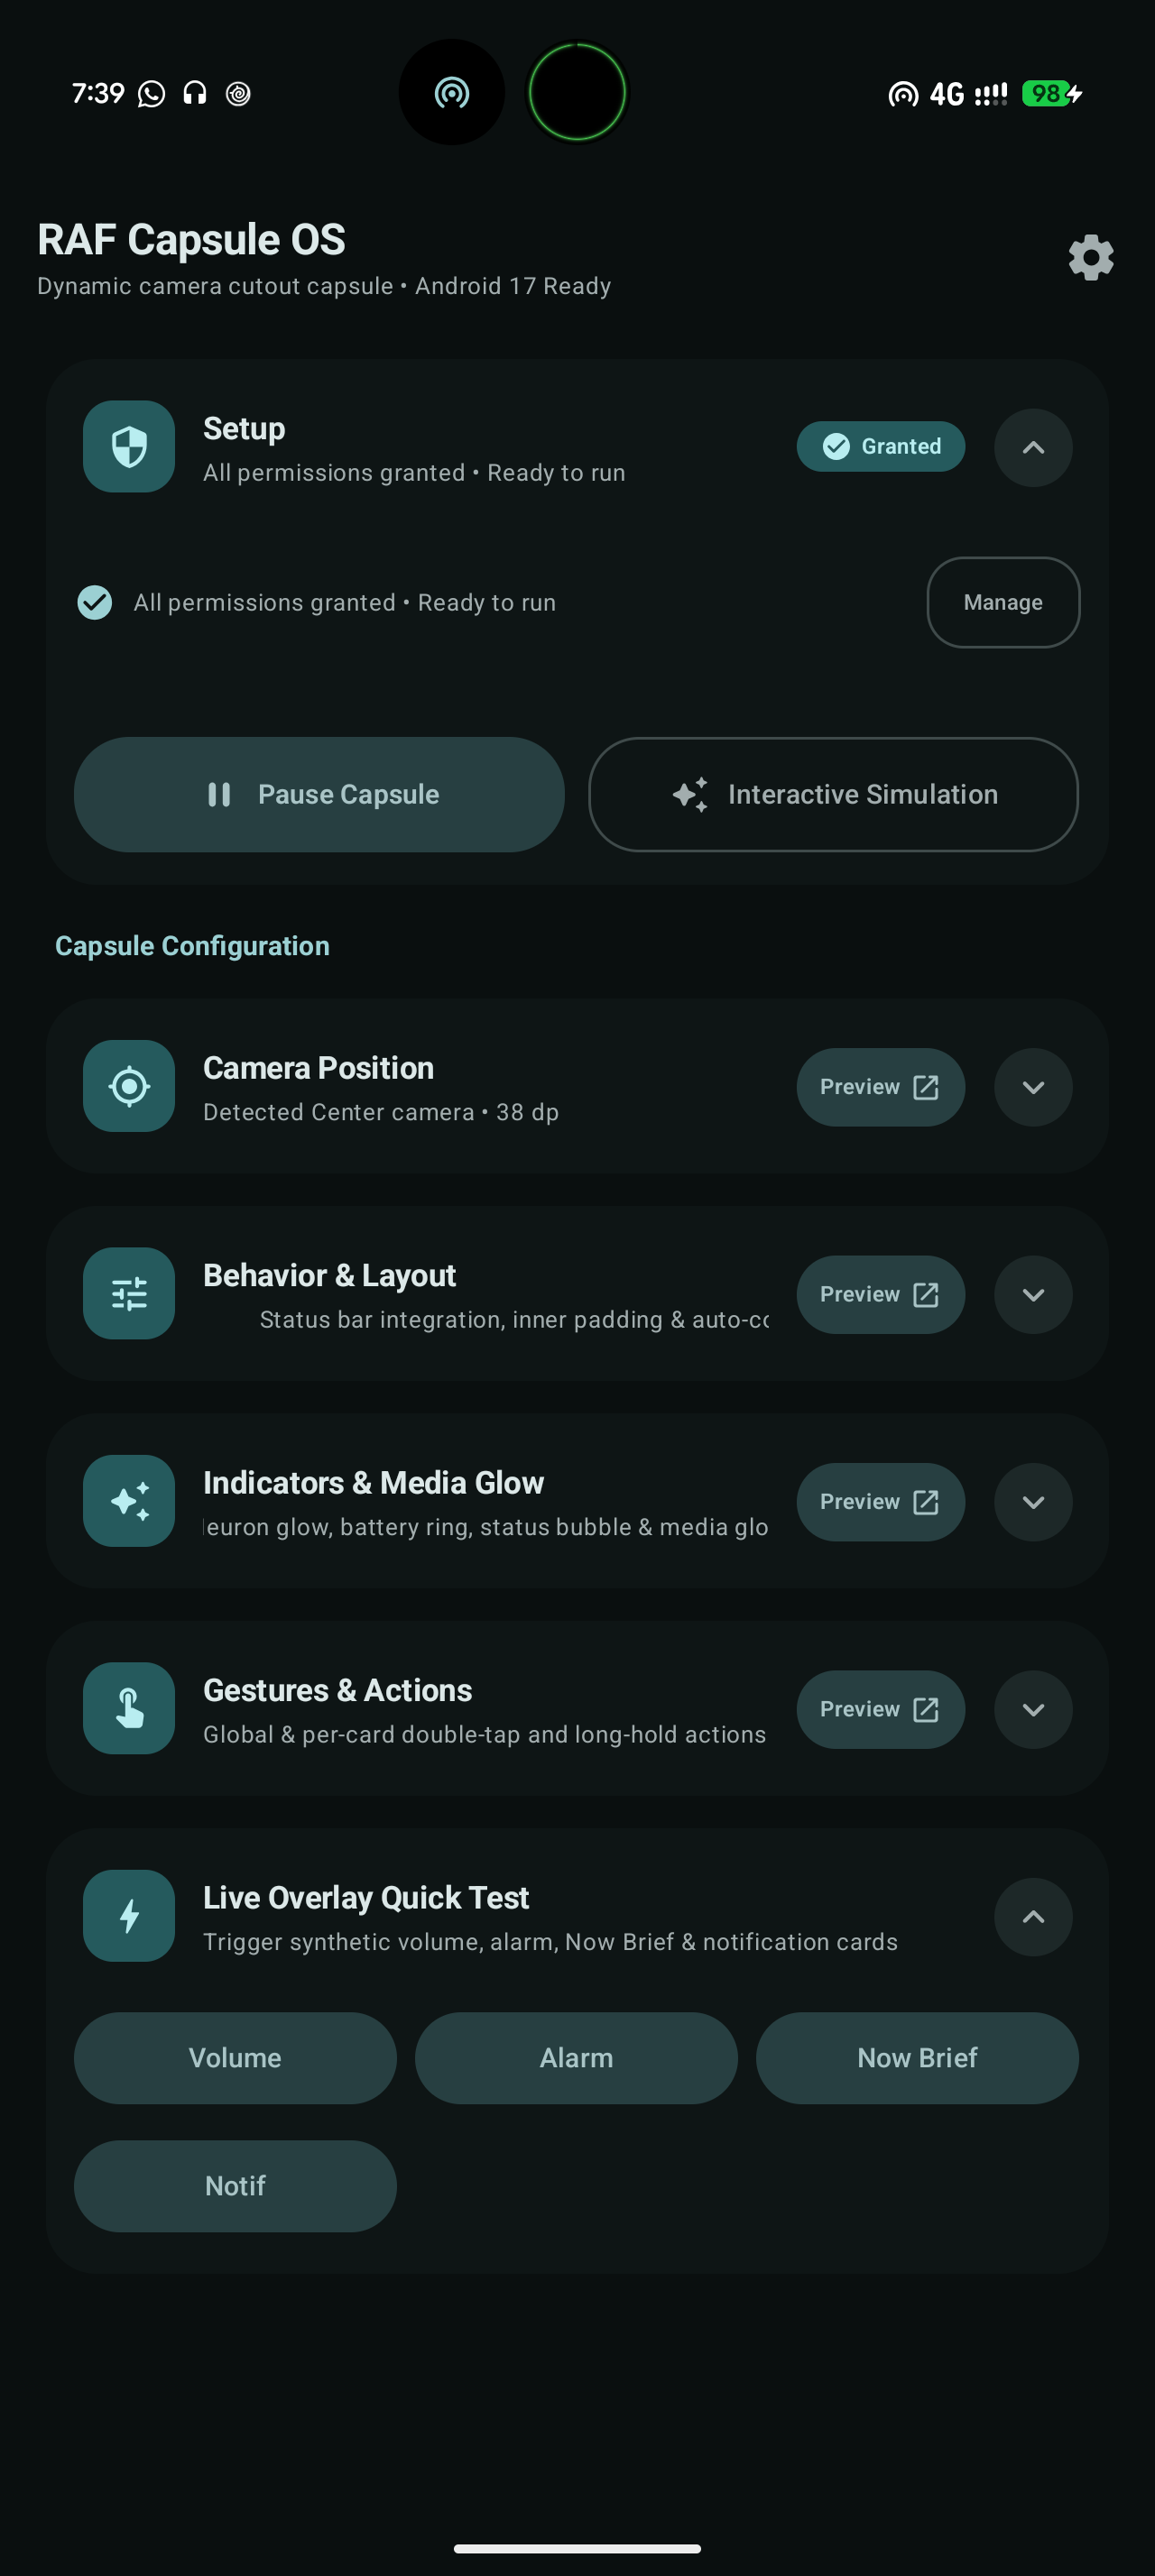 7:39
4G
98
RAF Capsule OS
Dynamic camera cutout capsule • Android 17 Ready
Setup
All permissions granted • Ready to run
Granted
All permissions granted • Ready to run
Manage
Pause Capsule
Interactive Simulation
Capsule Configuration
Camera Position
Detected Center camera • 38 dp
Preview
Behavior & Layout
Status bar integration, inner padding & auto-co
Preview
Indicators & Media Glow
euron glow, battery ring, status bubble & media glo
Preview
Gestures & Actions
Global & per-card double-tap and long-hold actions
Preview
Live Overlay Quick Test
Trigger synthetic volume, alarm, Now Brief & notification cards
Volume
Alarm
Now Brief
Notif